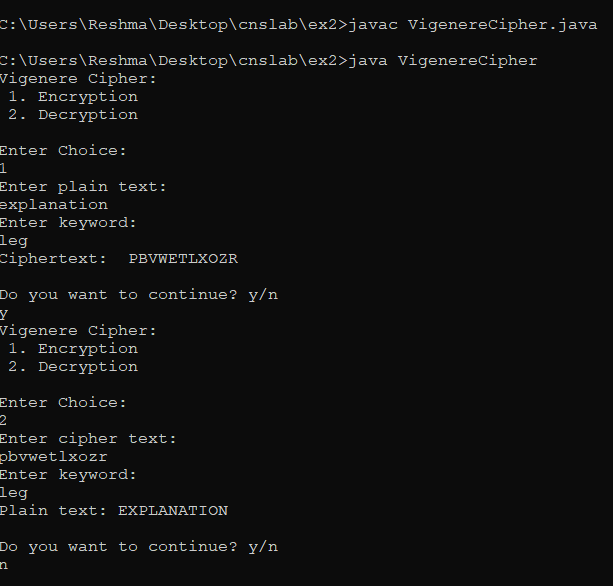 C:\Users\Reshma\Desktop\cnslab\ex2>javac VigenereCipher.java
C:\Users\Reshma\Desktop\cnslab\ex2>java VigenereCipher
Vigenere Cipher:
 1. Encryption
 2. Decryption
Enter Choice:
1
Enter plain text:
explanation
Enter keyword:
leg
Ciphertext:  PBVWETLXOZR
Do you want to continue? y/n
y
Vigenere Cipher:
 1. Encryption
 2. Decryption
Enter Choice:
2
Enter cipher text:
pbvwetlxozr
Enter keyword:
leg
Plain text: EXPLANATION
Do you want to continue? y/n
n